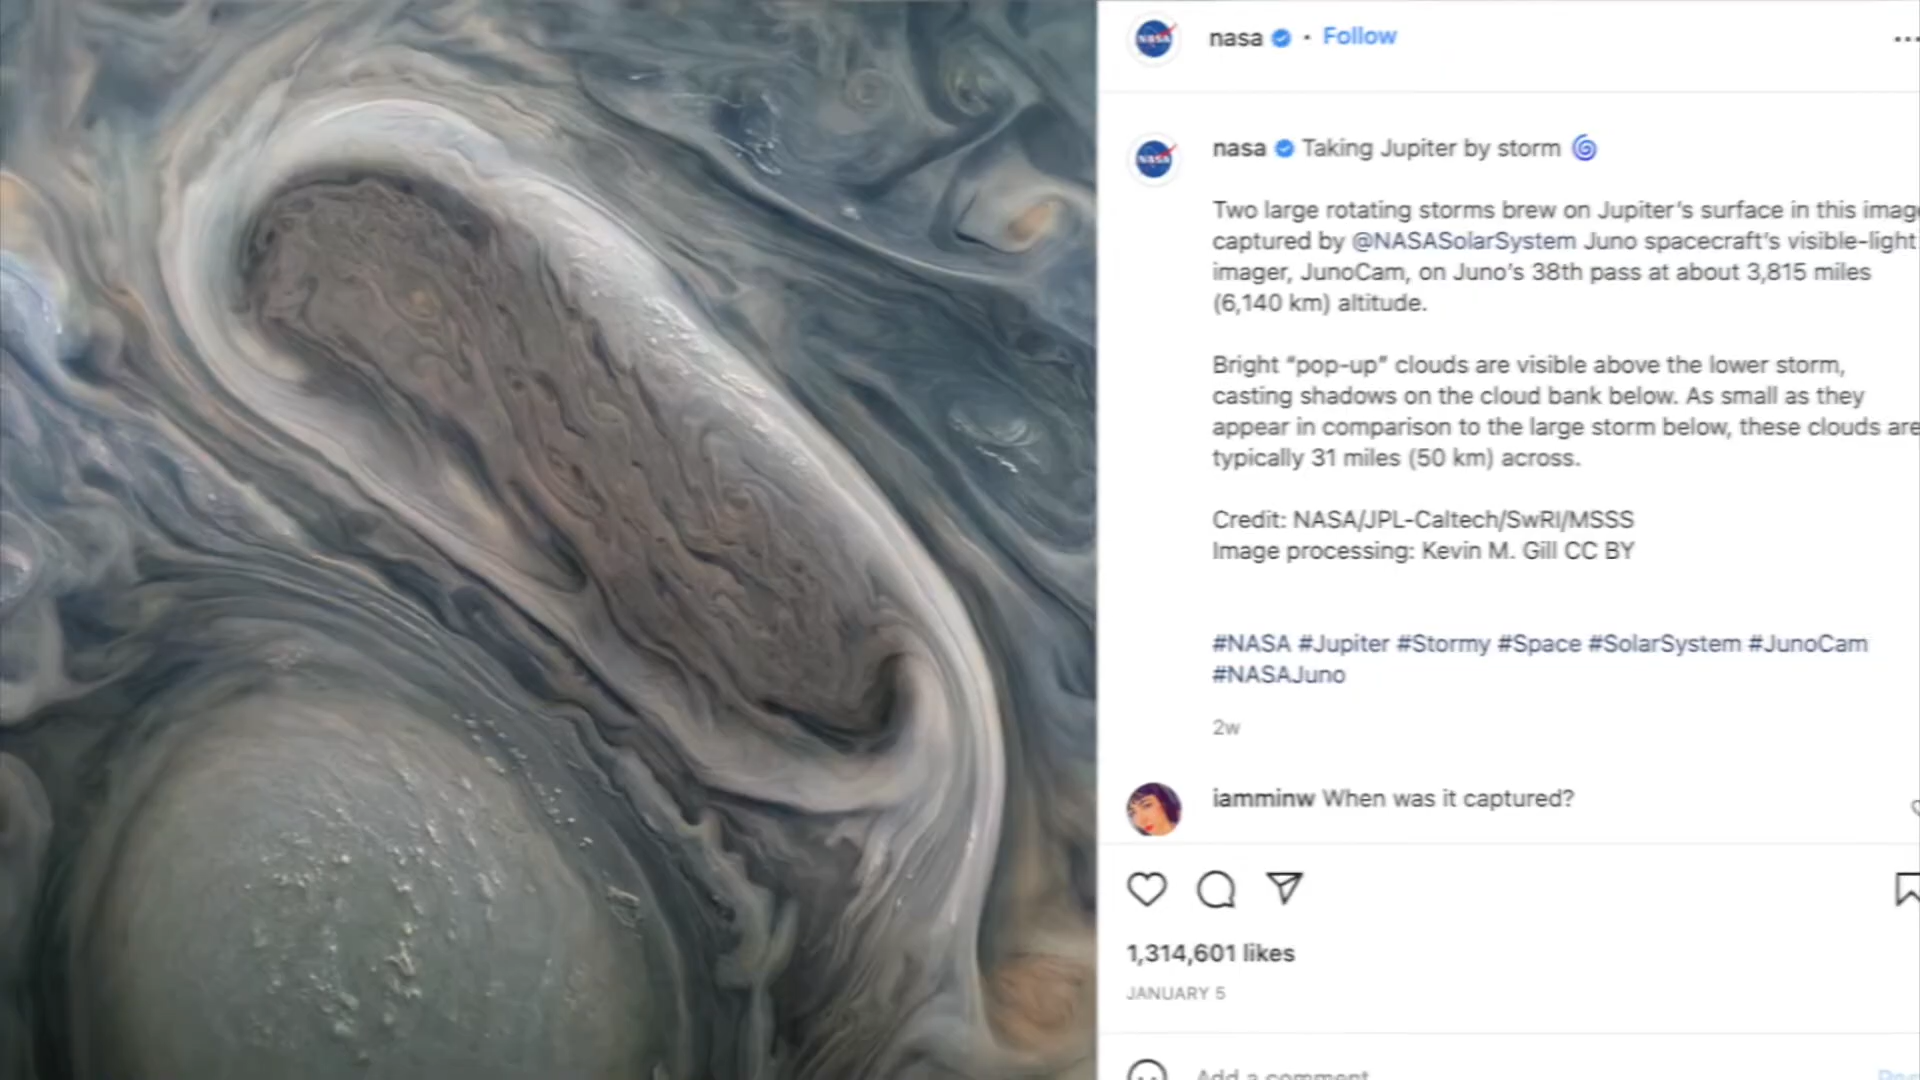 nasa • Follow
nasa Taking Jupiter by storm
Two large rotating storms brew on Jupiter's surface in this
captured by @NASASolarSystem Juno spacecraft's visible-light
imager, JunoCam, on Juno's 38th pass at about 3,815 miles
(6,140 km) altitude.
Bright “pop-up” clouds are visible above the lower storm,
casting shadows on the cloud bank below. As small as they
appear in comparison to the large storm below, these clouds are
typically 31 miles (50 km) across.
Credit: NASA/JPL-Caltech/SwRI/MSSS
Image processing: Kevin M. Gill CC BY
#NASA #Jupiter #Stormy #Space #SolarSystem #JunoCam
#NASAJuno
2w
iamminw When was it captured?
1,314,601 likes
JANUARY 5
Add a comment